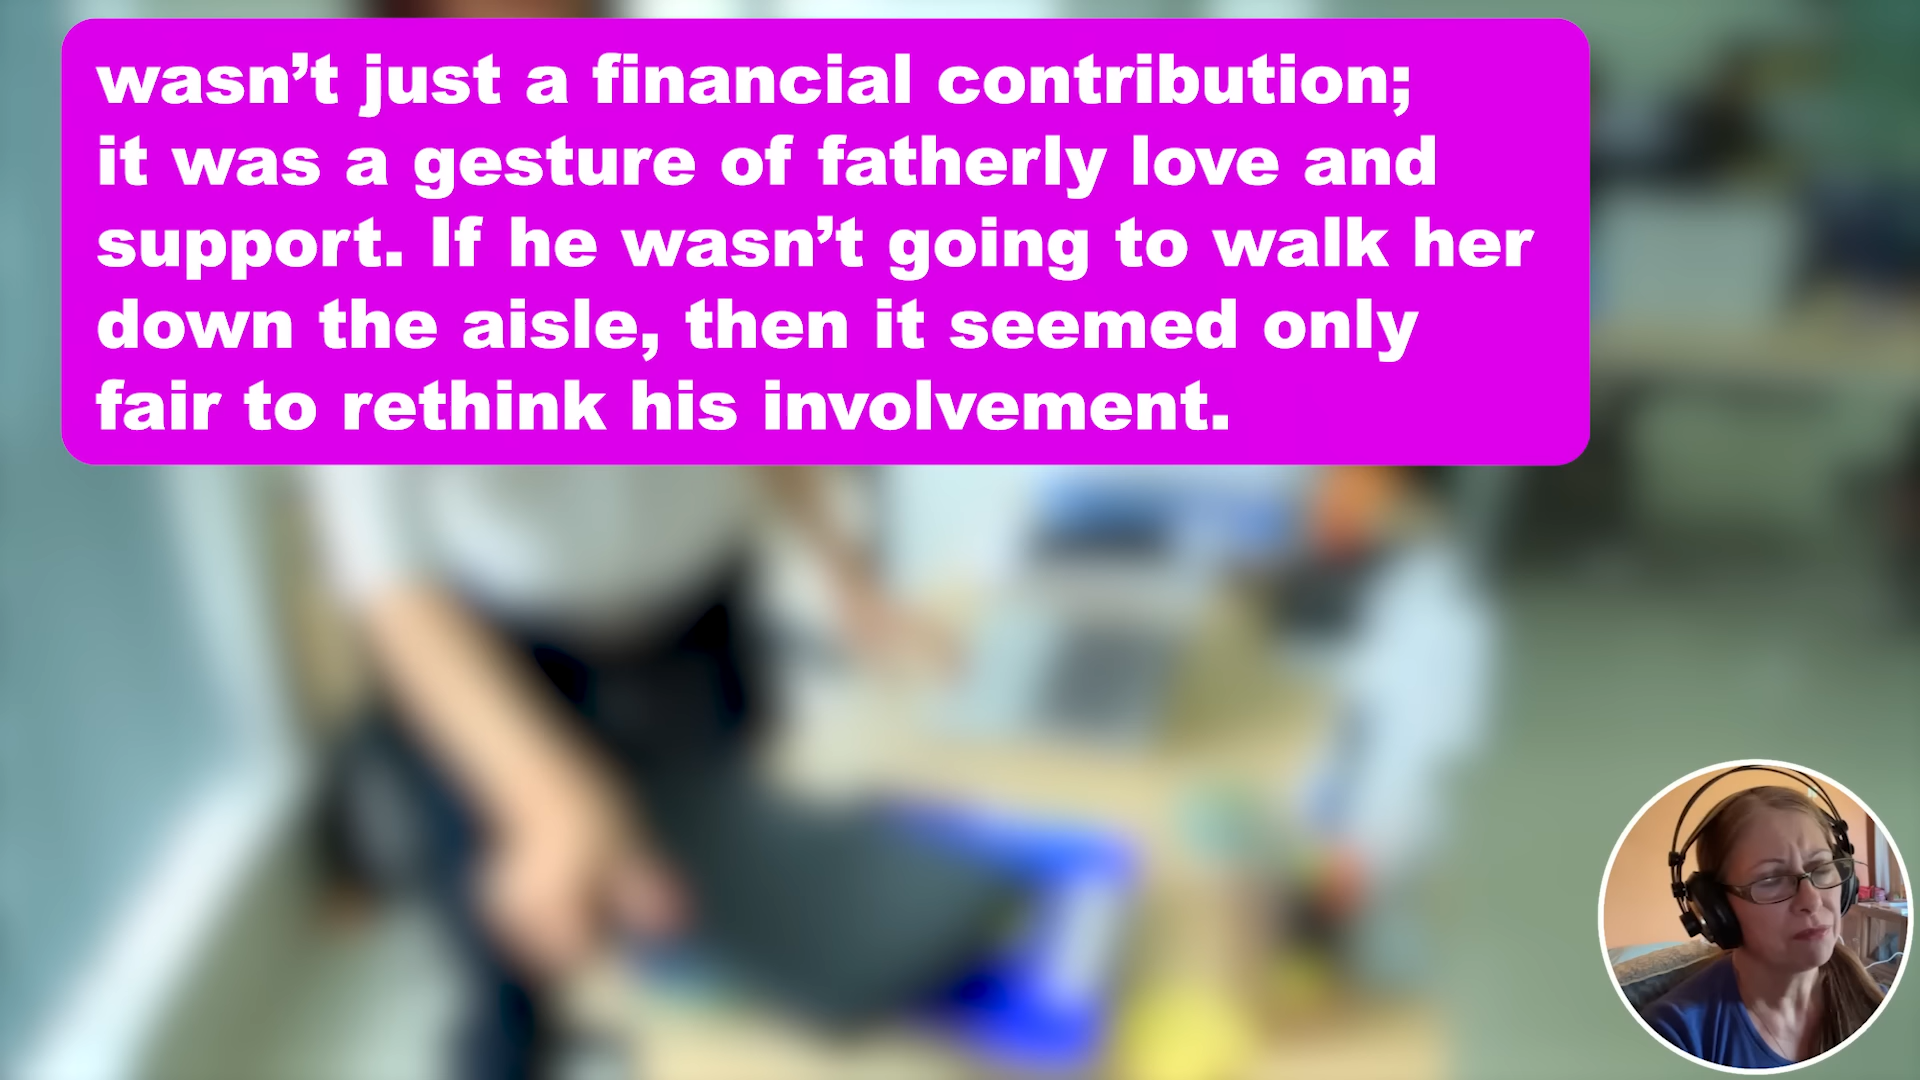 wasn’t just a financial contribution;
it was a gesture of fatherly love and
support. If he wasn’t going to walk her
down the aisle, then it seemed only
fair to rethink his involvement.